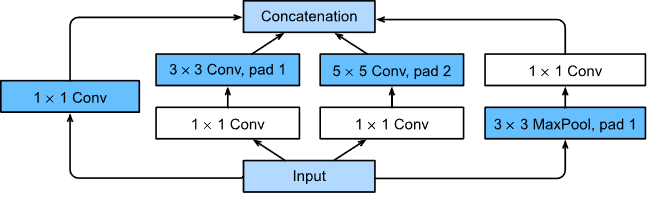 Concatenation
3 × 3 Conv, pad 1
5 × 5 Conv, pad 2
1 × 1 Conv
1 × 1 Conv
1 × 1 Conv
1 × 1 Conv
3 × 3 MaxPool, pad 1
Input